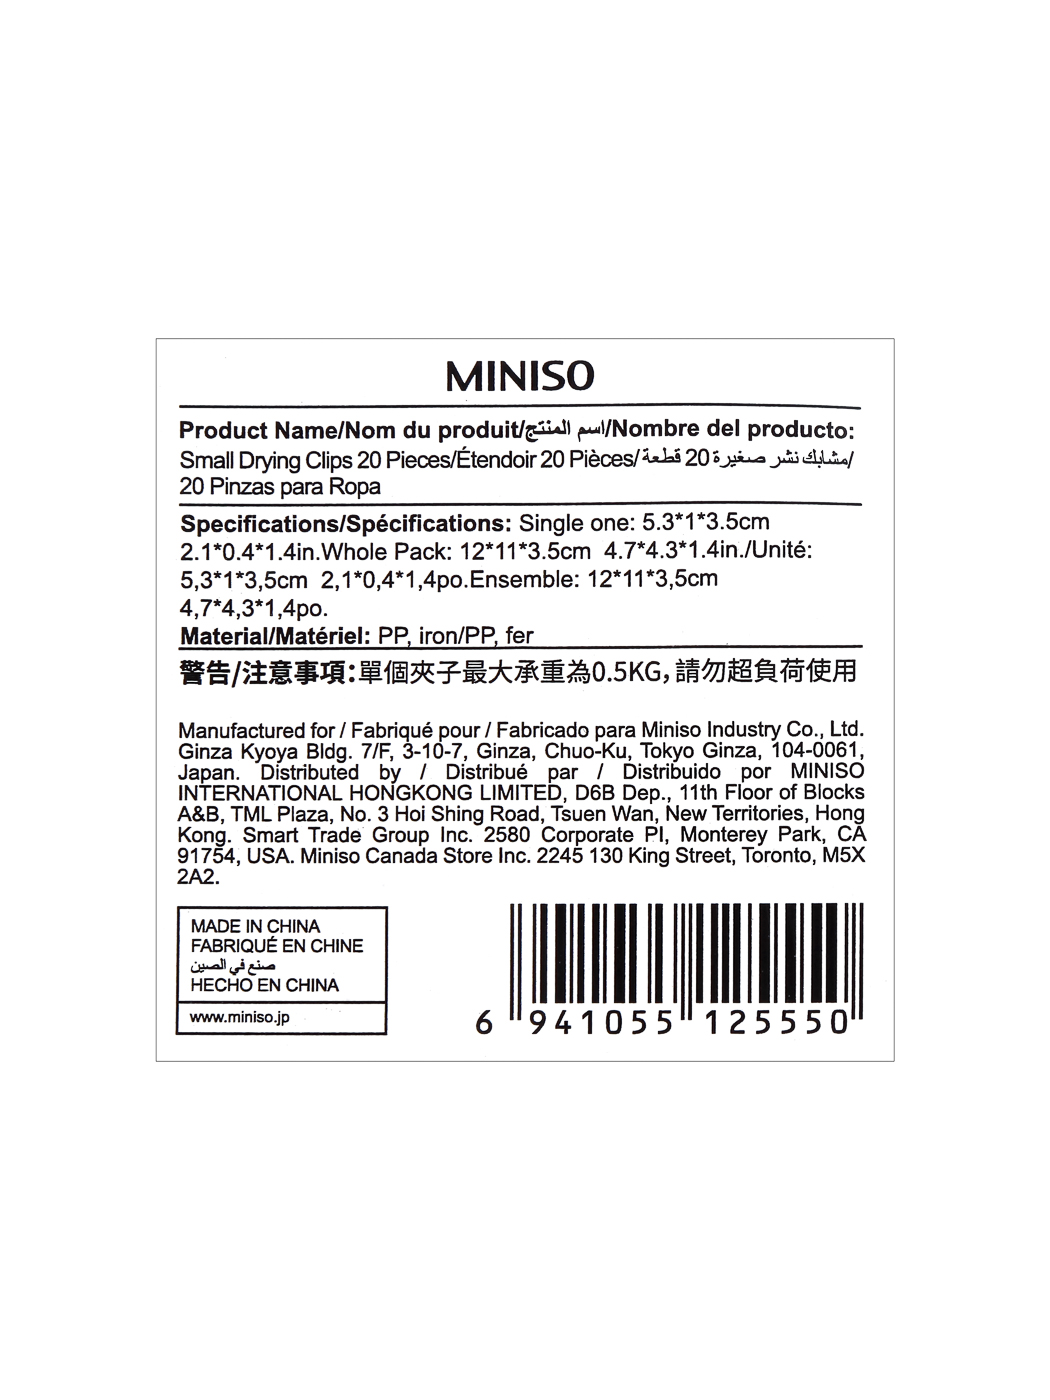 MINISO
Product Name/Nom du produit/اسم المنتج/Nombre del producto:
Small Drying Clips 20 Pieces/Étendoir 20 Pièces/مشابك نشر صغيرة 20 قطعة/
20 Pinzas para Ropa
Specifications/Spécifications: Single one: 5.3*1*3.5cm
2.1*0.4*1.4in.Whole Pack: 12*11*3.5cm 4.7*4.3*1.4in./Unité:
5,3*1*3,5cm 2,1*0,4*1,4po.Ensemble: 12*11*3,5cm
4,7*4,3*1,4po.
Material/Matériel: PP, iron/PP, fer
警告/注意事項:單個夾子最大承重為0.5KG,請勿超負荷使用
Manufactured for / Fabriqué pour / Fabricado para Miniso Industry Co., Ltd.
Ginza Kyoya Bldg. 7/F, 3-10-7, Ginza, Chuo-Ku, Tokyo Ginza, 104-0061,
Japan. Distributed by / Distribué par / Distribuido por MINISO
INTERNATIONAL HONGKONG LIMITED, D6B Dep., 11th Floor of Blocks
A&B, TML Plaza, No. 3 Hoi Shing Road, Tsuen Wan, New Territories, Hong
Kong. Smart Trade Group Inc. 2580 Corporate Pl, Monterey Park, CA
91754, USA. Miniso Canada Store Inc. 2245 130 King Street, Toronto, M5X
2A2.
MADE IN CHINA
FABRIQUÉ EN CHINE
صنع في الصين
HECHO EN CHINA
www.miniso.jp
6 941055 125550